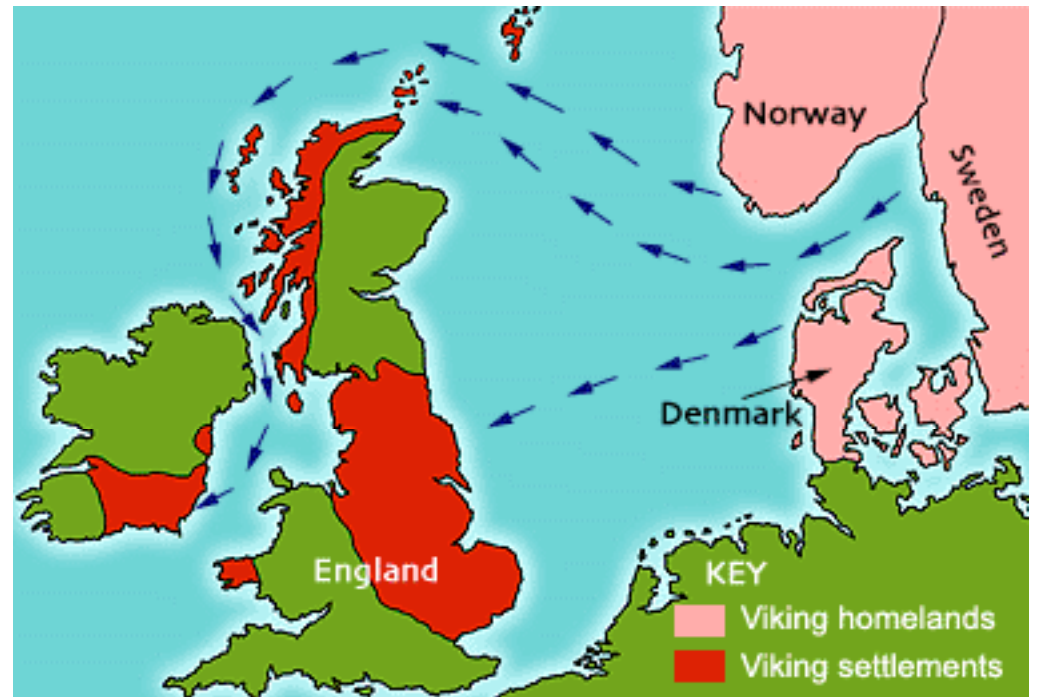 Norway
Sweden
Denmark
England
KEY
Viking homelands
Viking settlements